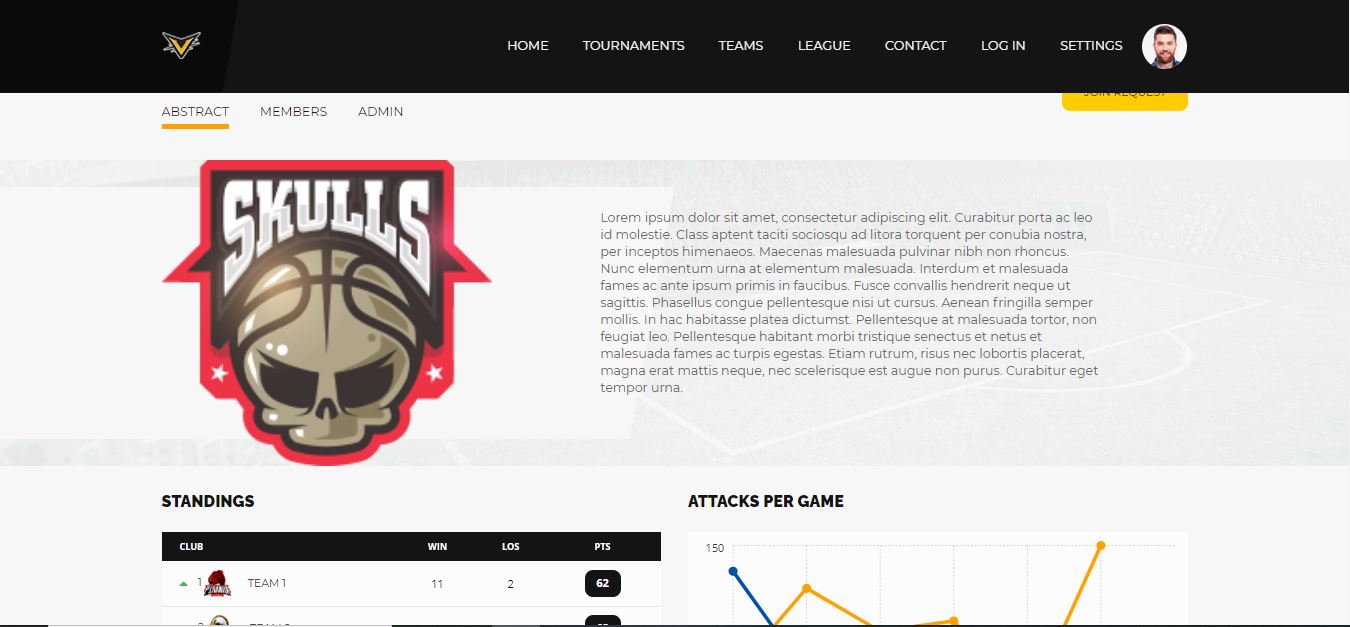 HOME TOURNAMENTS TEAMS LEAGUE CONTACT LOG IN SETTINGS
JOIN REQUEST
ABSTRACT MEMBERS ADMIN
SKULLS
Lorem ipsum dolor sit amet, consectetur adipiscing elit. Curabitur porta ac leo
id molestie. Class aptent taciti sociosqu ad litora torquent per conubia nostra,
per inceptos himenaeos. Maecenas malesuada pulvinar nibh non rhoncus.
Nunc elementum urna at elementum malesuada. Interdum et malesuada
fames ac ante ipsum primis in faucibus. Fusce convallis hendrerit neque ut
sagittis. Phasellus congue pellentesque nisi ut cursus. Aenean fringilla semper
mollis. In hac habitasse platea dictumst. Pellentesque at malesuada tortor, non
feugiat leo. Pellentesque habitant morbi tristique senectus et netus et
malesuada fames ac turpis egestas. Etiam rutrum, risus nec lobortis placerat,
magna erat mattis neque, nec scelerisque est augue non purus. Curabitur eget
tempor urna.
STANDINGS
CLUB WIN LOS PTS
1 TEAM 1 11 2 62
ATTACKS PER GAME
150